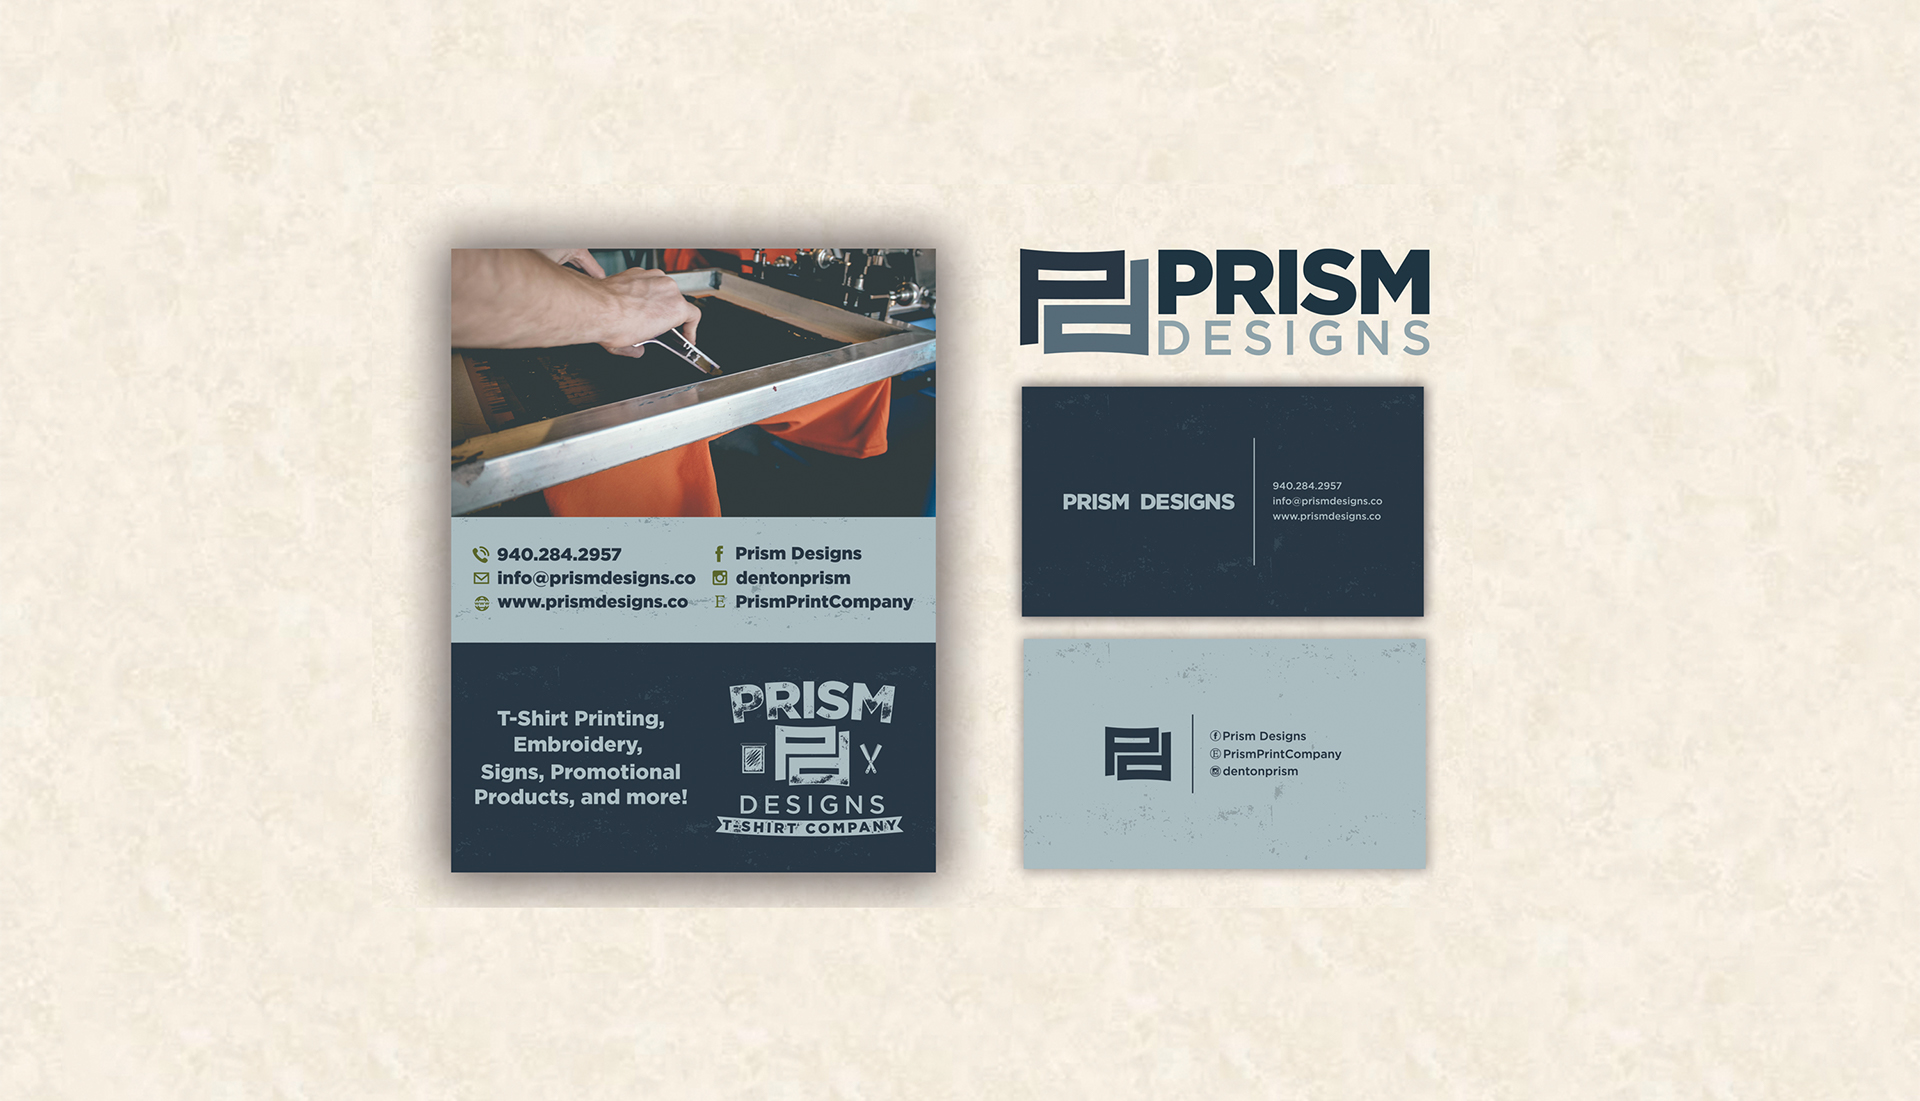 940.284.2957
info@prismdesigns.co
www.prismdesigns.co
Prism Designs
dentonprism
PrismPrintCompany
T-Shirt Printing,
Embroidery,
Signs, Promotional
Products, and more!
PRISM
DESIGNS
T-SHIRT COMPANY
PRISM
DESIGNS
PRISM DESIGNS
940.284.2957
info@prismdesigns.co
www.prismdesigns.co
Prism Designs
PrismPrintCompany
dentonprism